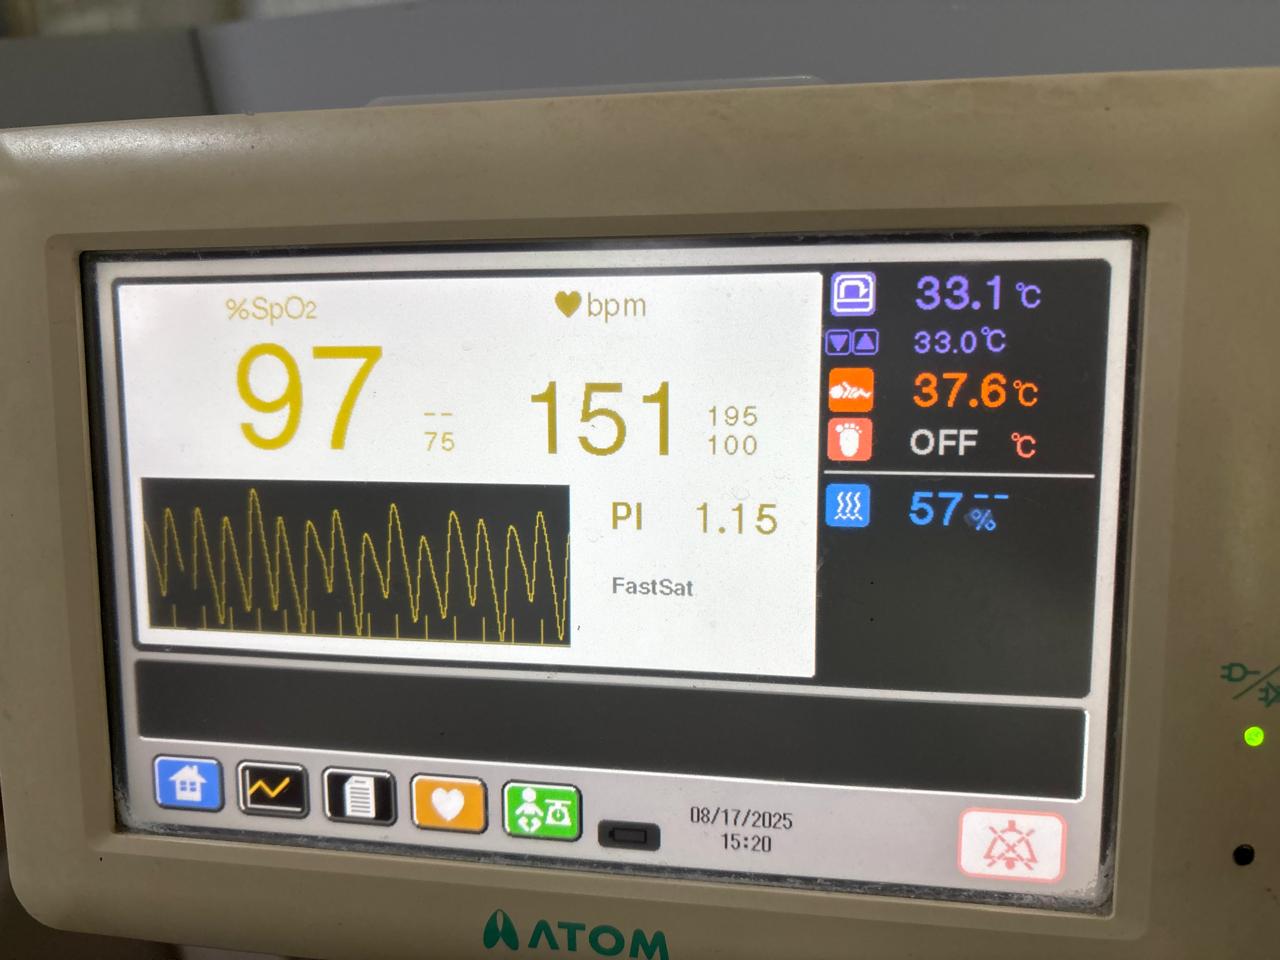 %SpO2
97
--
75
bpm
151
195
100
PI 1.15
FastSat
33.1 °C
33.0 °C
37.6 °C
OFF °C
57 -- %
08/17/2025
15:20
ATOM